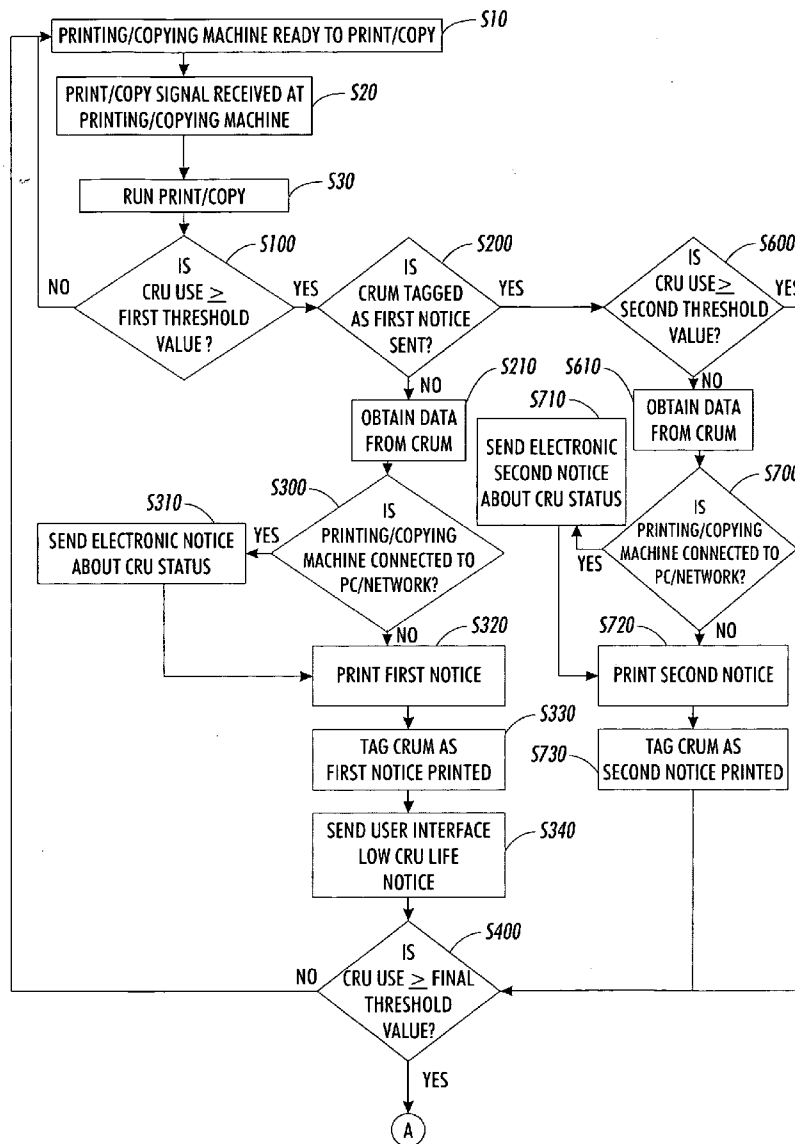 S10
PRINTING/COPYING MACHINE READY TO PRINT/COPY
S20
PRINT/COPY SIGNAL RECEIVED AT
PRINTING/COPYING MACHINE
S30
RUN PRINT/COPY
S100
IS
CRU USE ≥
FIRST THRESHOLD
VALUE?
NO
YES
S200
IS
CRUM TAGGED
AS FIRST NOTICE
SENT?
YES
NO
S600
IS
CRU USE ≥
SECOND THRESHOLD
VALUE?
YES
NO
S210
OBTAIN DATA
FROM CRUM
S610
OBTAIN DATA
FROM CRUM
S710
SEND ELECTRONIC
SECOND NOTICE
ABOUT CRU STATUS
S300
IS
PRINTING/COPYING
MACHINE CONNECTED TO
PC/NETWORK?
YES
NO
S310
SEND ELECTRONIC NOTICE
ABOUT CRU STATUS
S700
IS
PRINTING/COPYING
MACHINE CONNECTED TO
PC/NETWORK?
YES
NO
S320
PRINT FIRST NOTICE
S720
PRINT SECOND NOTICE
S330
TAG CRUM AS
FIRST NOTICE PRINTED
S730
TAG CRUM AS
SECOND NOTICE PRINTED
S340
SEND USER INTERFACE
LOW CRU LIFE
NOTICE
S400
IS
CRU USE ≥ FINAL
THRESHOLD
VALUE?
NO
YES
A